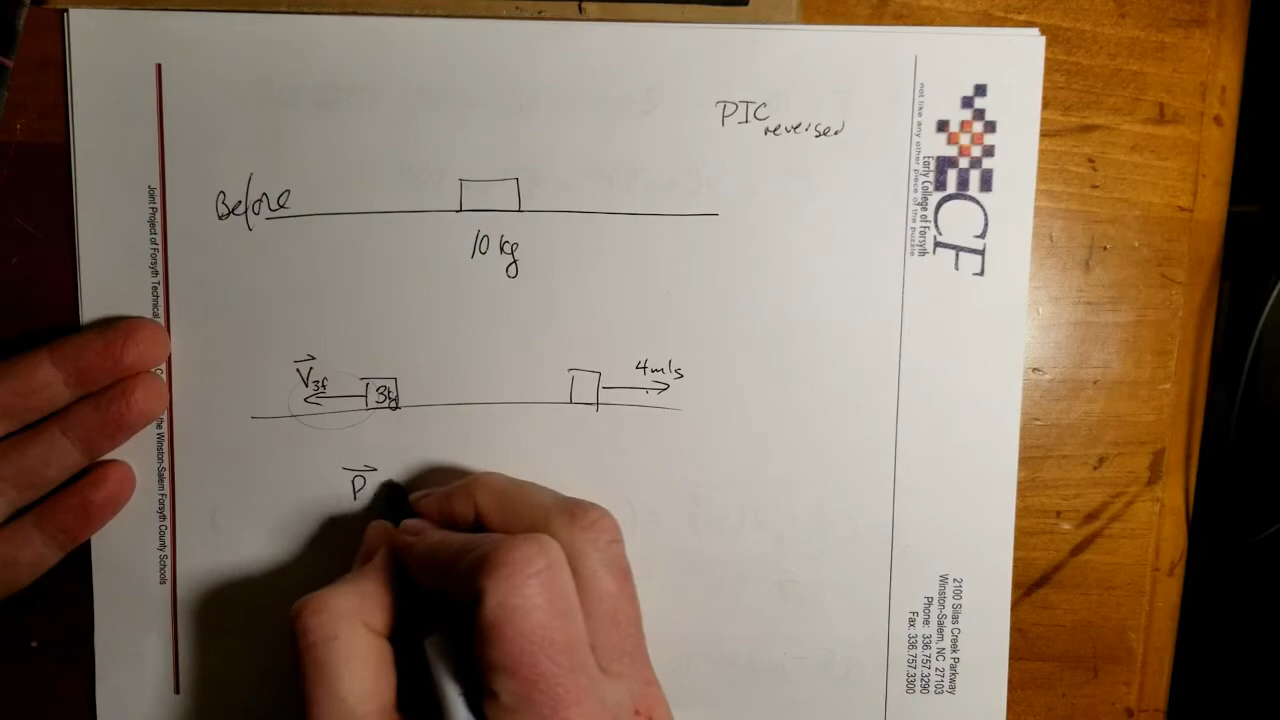 PIC
reversed
Before
10 kg
V3f
3kg
4m/s
P
ECF
Early College of Forsyth
not like any other piece of the puzzle
Joint Project of Forsyth Technical
the Winston-Salem Forsyth County Schools
2100 Silas Creek Parkway
Winston-Salem, NC 27103
Phone: 336.757.3290
Fax: 336.757.3300